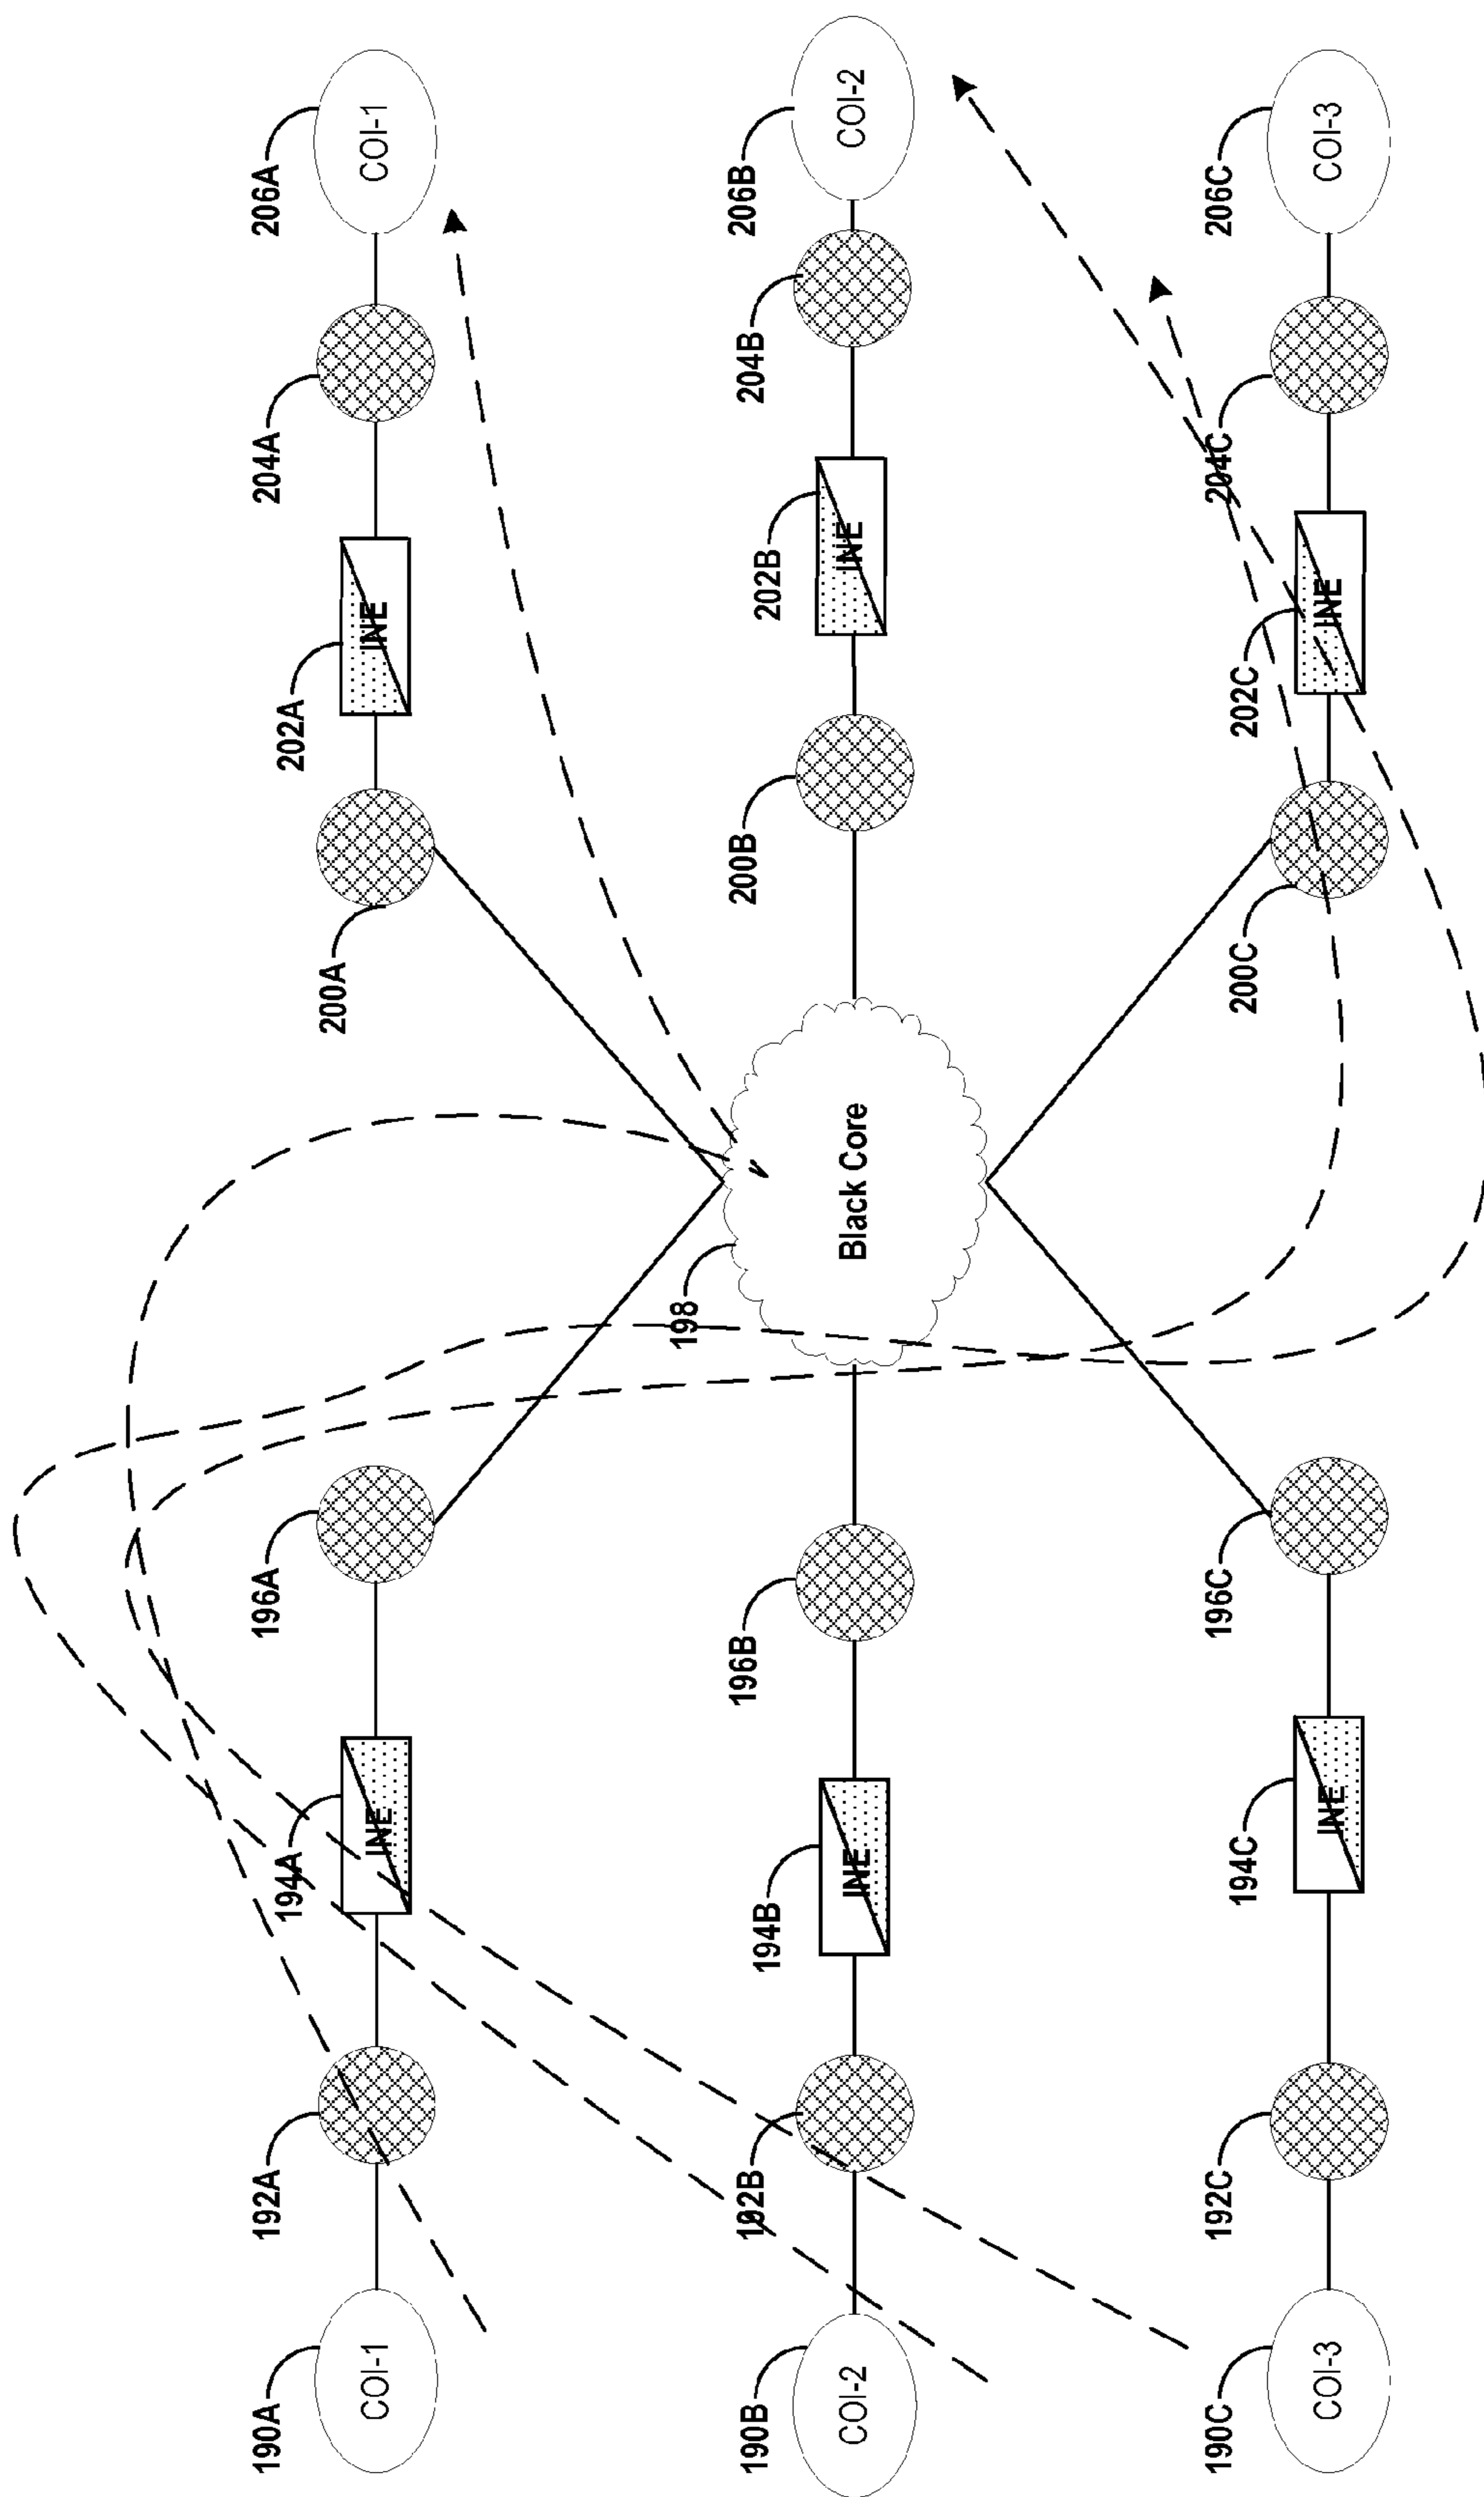 190A
COI-1
192A
194A
INE
196A
200A
202A
INE
204A
206A
COI-1
190B
COI-2
192B
194B
INE
196B
198
Black Core
200B
202B
INE
204B
206B
COI-2
190C
COI-3
192C
194C
INE
196C
200C
202C
INE
204C
206C
COI-3